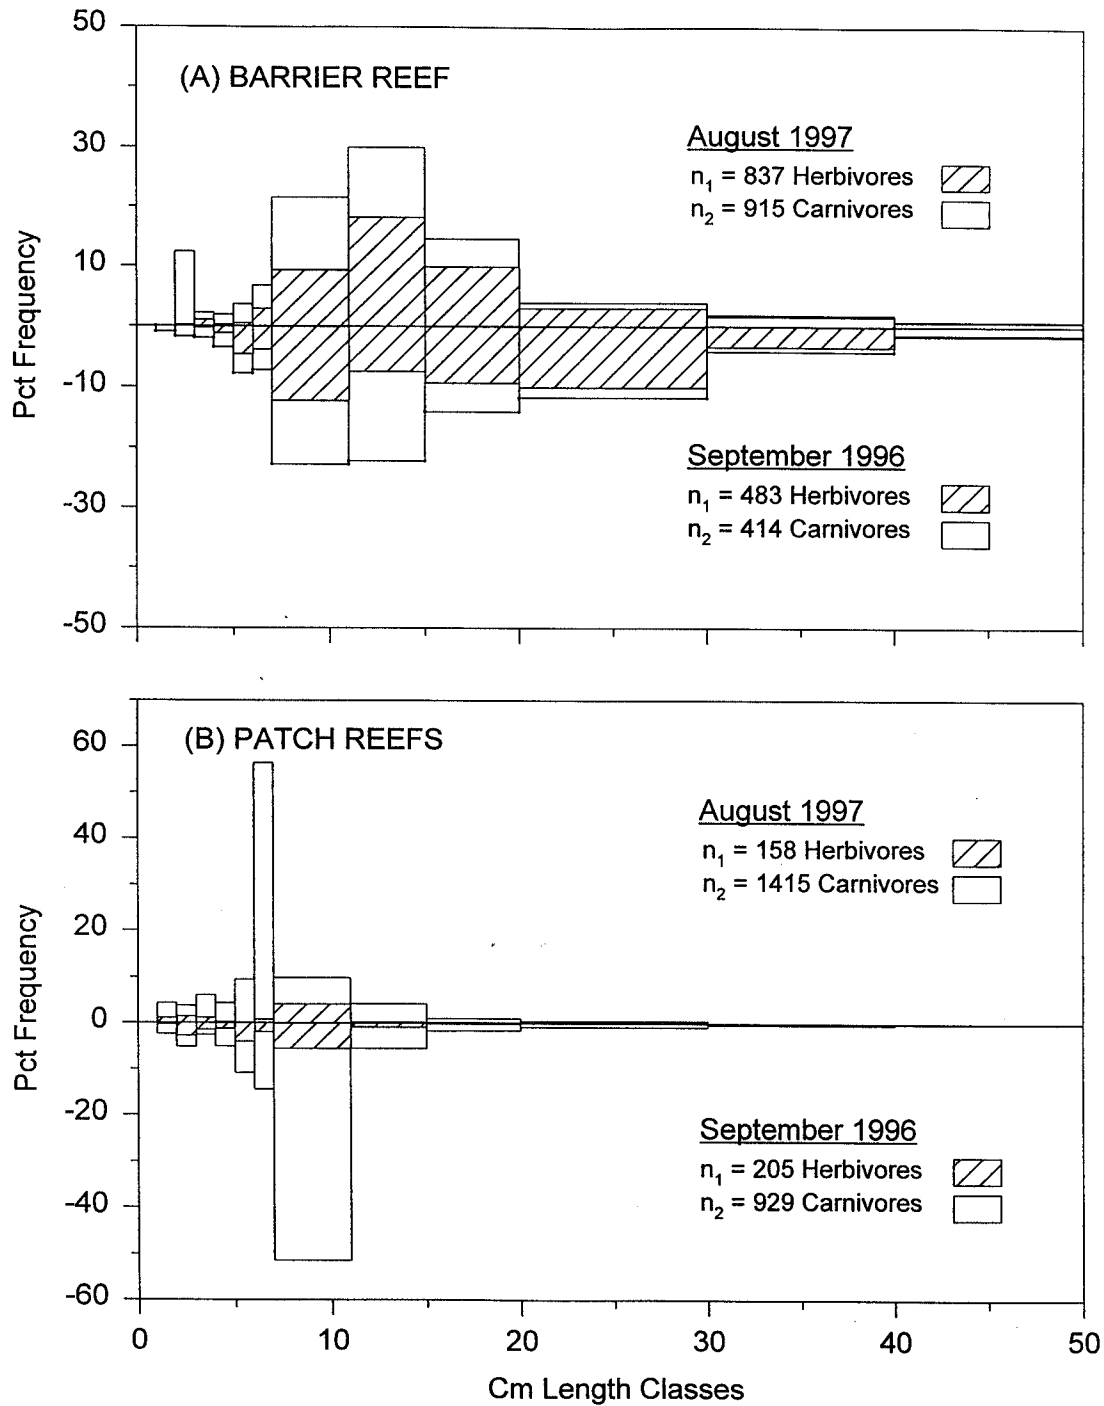 50
(A) BARRIER REEF
30
August 1997
n1 = 837 Herbivores
n2 = 915 Carnivores
10
Pct Frequency
-10
September 1996
-30
n1 = 483 Herbivores
n2 = 414 Carnivores
-50
(B) PATCH REEFS
60
August 1997
40
n1 = 158 Herbivores
n2 = 1415 Carnivores
20
Pct Frequency
0
-20
September 1996
n1 = 205 Herbivores
-40
n2 = 929 Carnivores
-60
0 10 20 30 40 50
Cm Length Classes